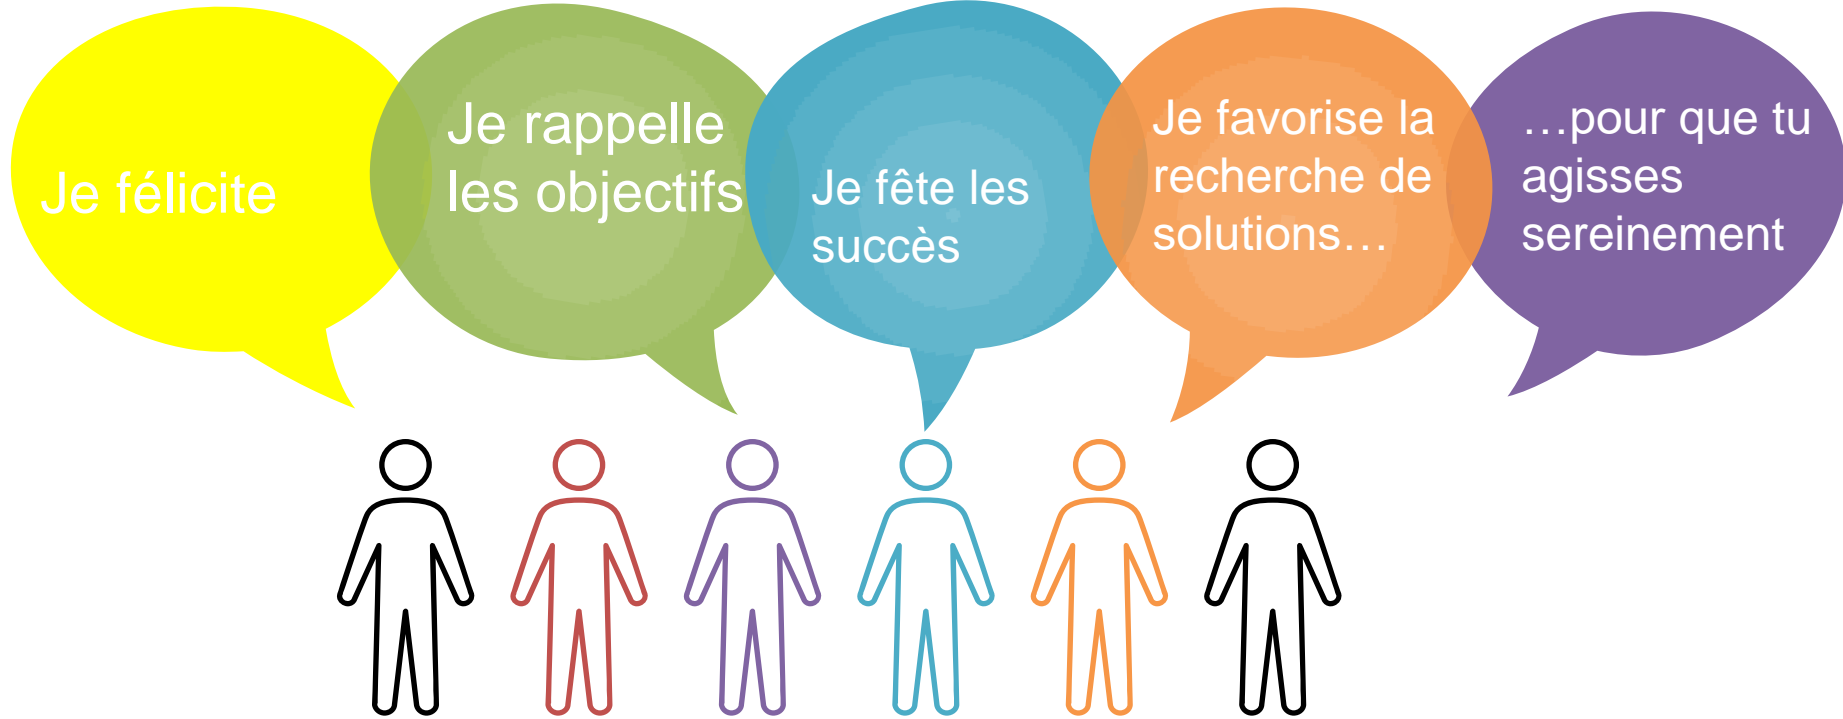 Je félicite
Je rappelle
les objectifs
Je fête les
succès
Je favorise la
recherche de
solutions…
…pour que tu
agisses
sereinement